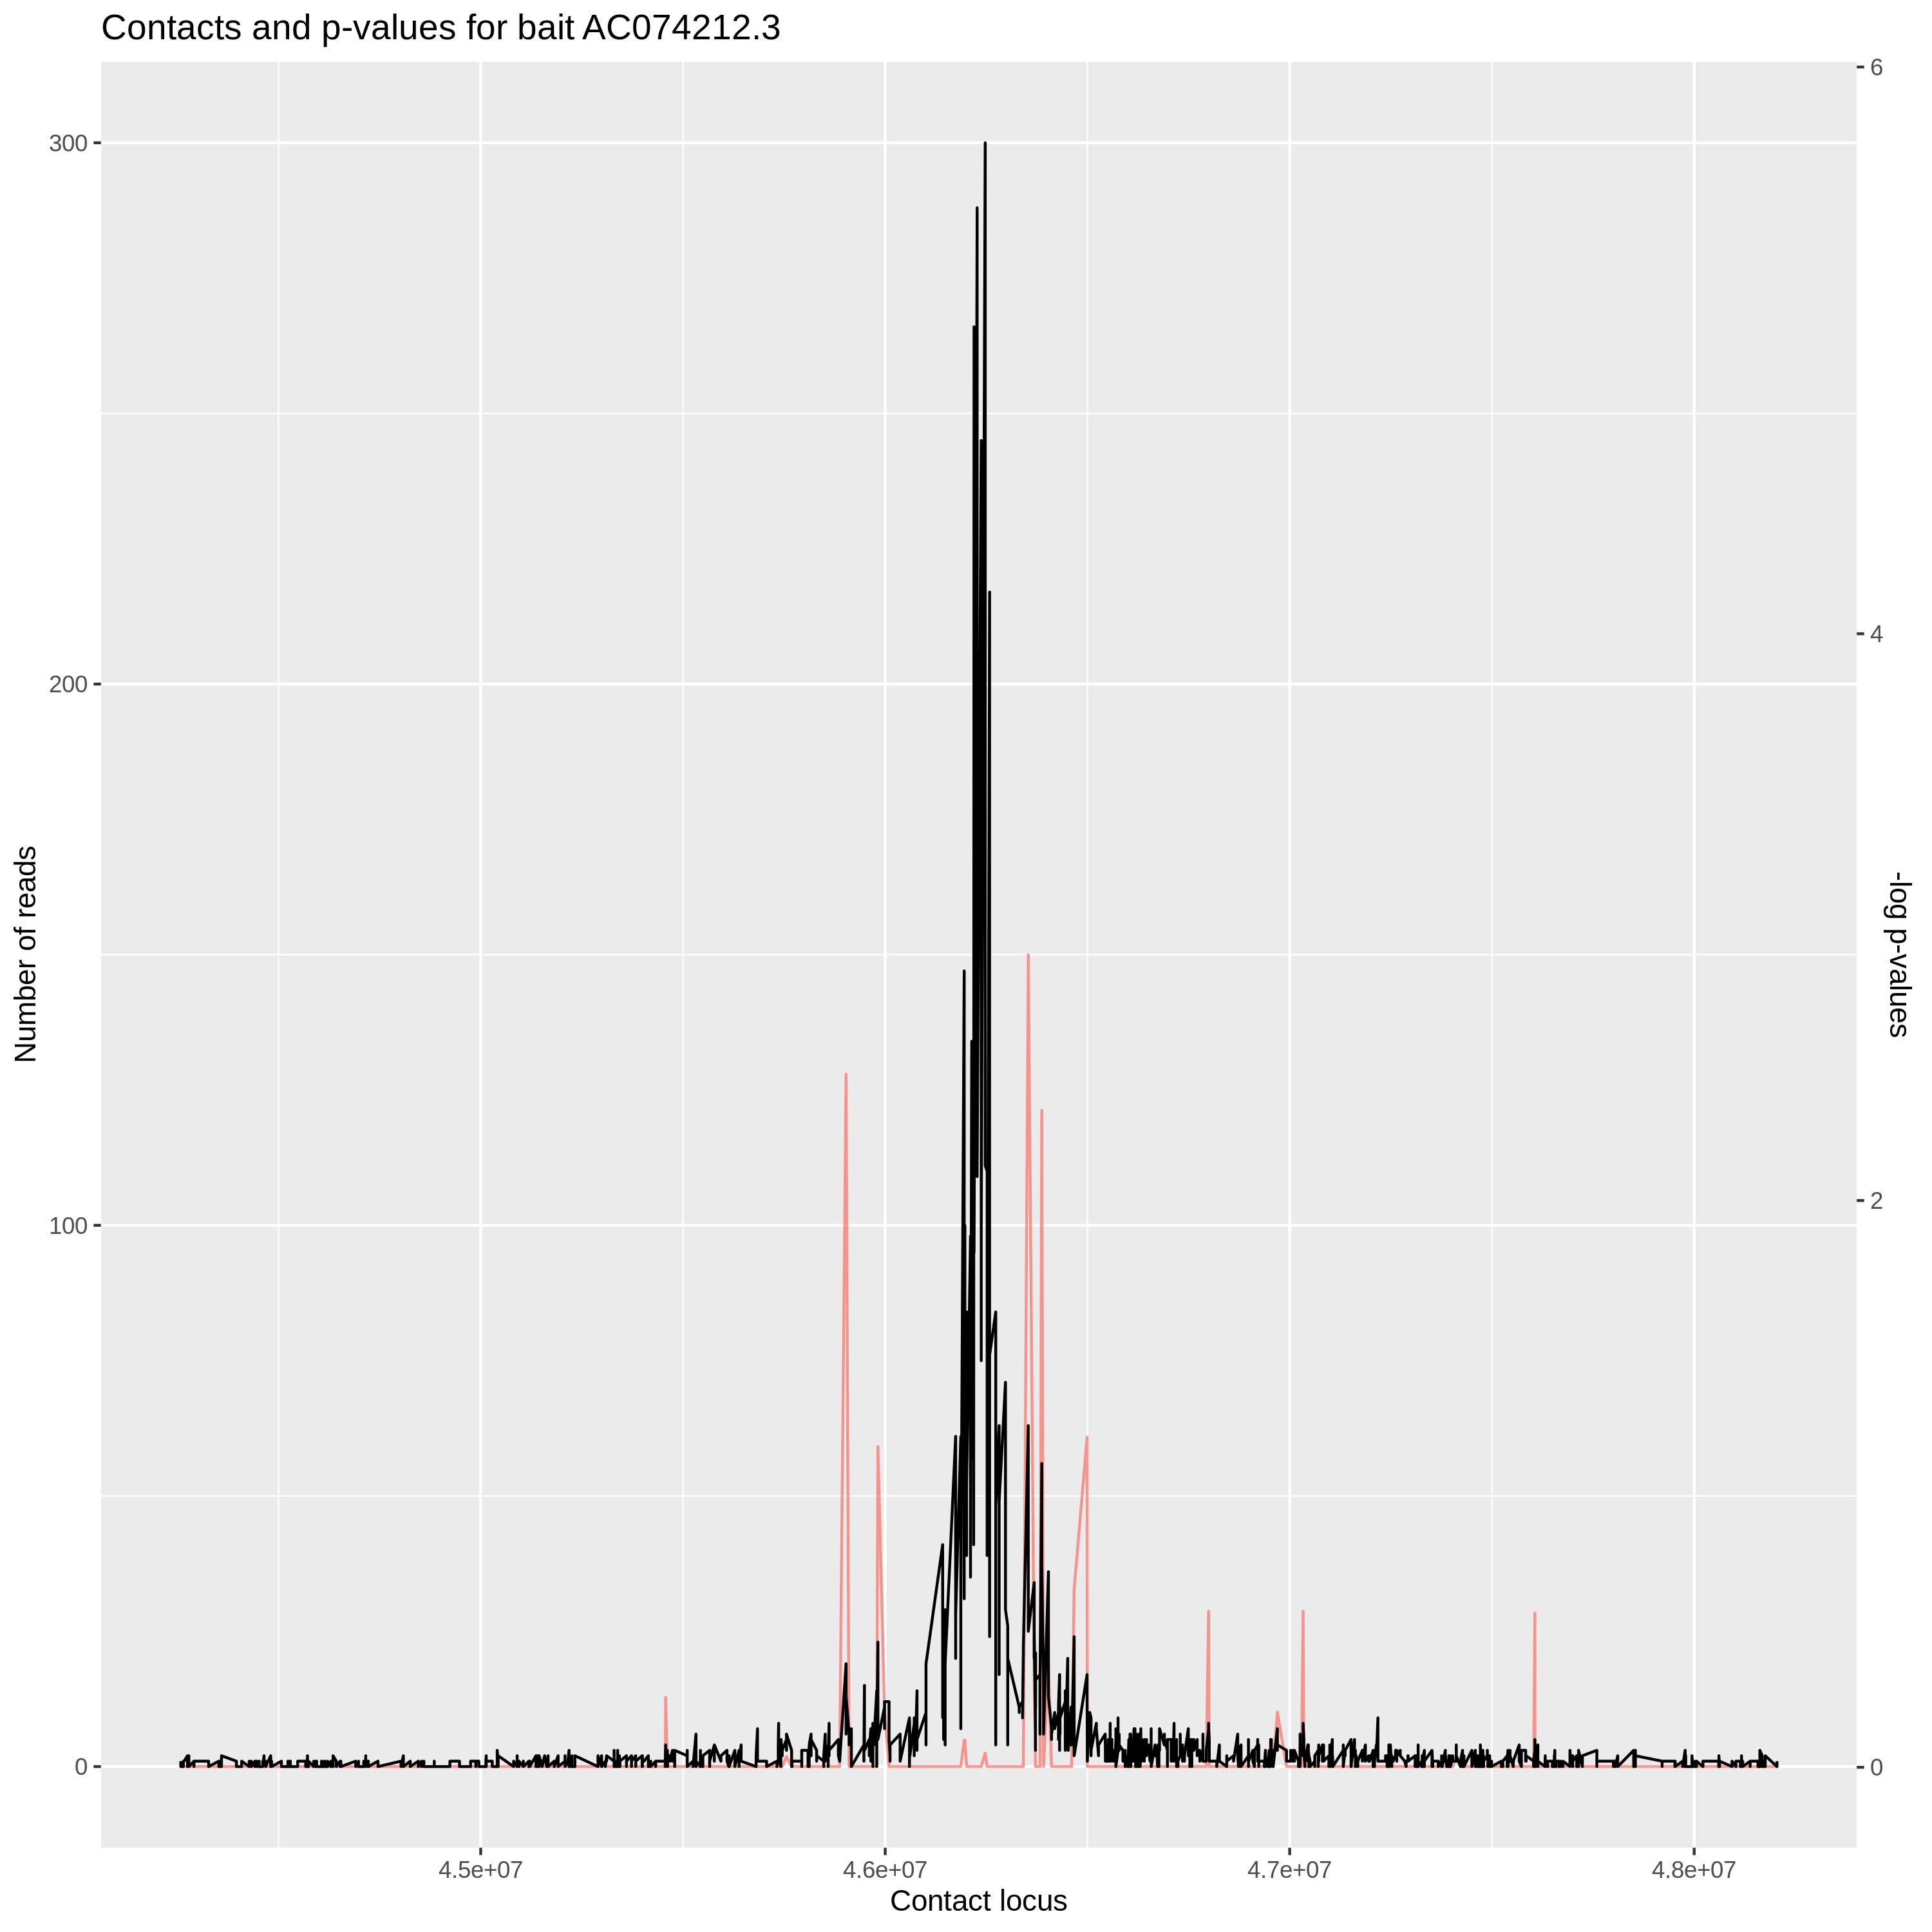 Contacts and p-values for bait AC074212.3
6
300
4
200
Number of reads
-log p-values
2
100
0
0
4.5e+07
4.6e+07
4.7e+07
4.8e+07
Contact locus